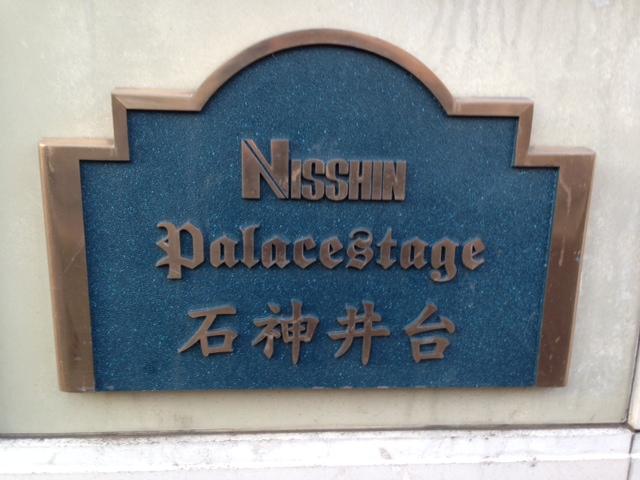 NISSHIN
Palacestage
石神井台